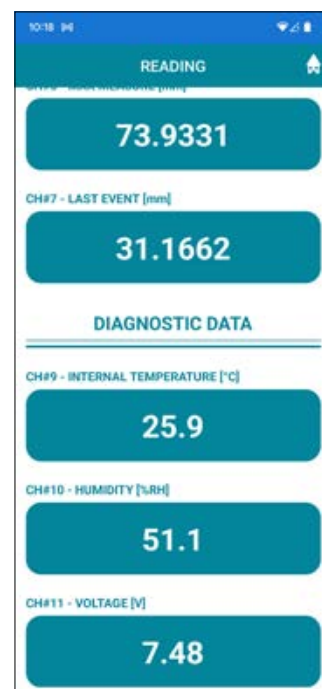 10:18
READING
73.9331
CH#7 - LAST EVENT [mm]
31.1662
DIAGNOSTIC DATA
CH#9 - INTERNAL TEMPERATURE [°C]
25.9
CH#10 - HUMIDITY [%RH]
51.1
CH#11 - VOLTAGE [V]
7.48